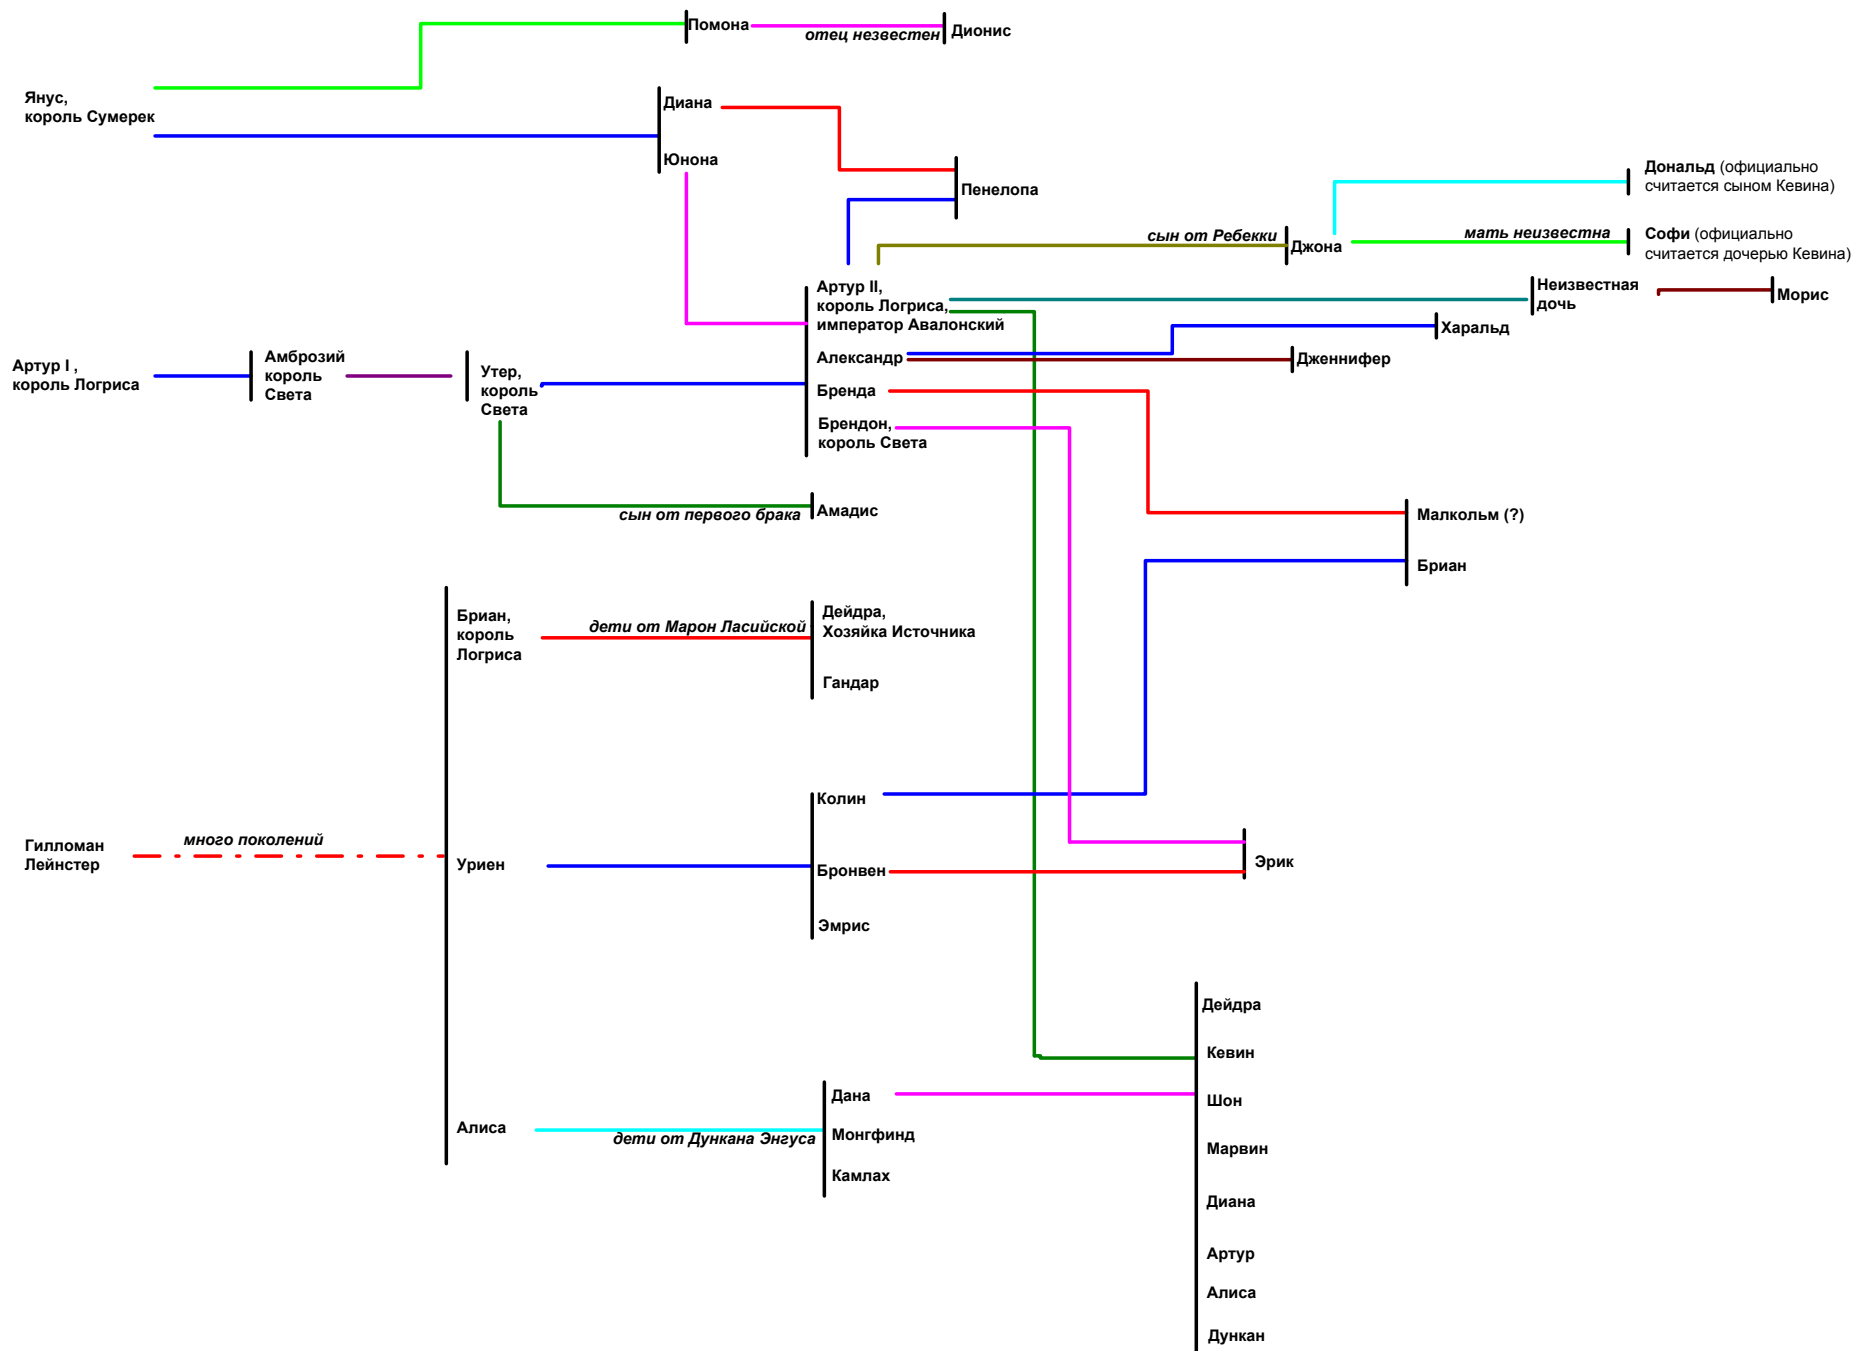 Помона
отец незвестен
Дионис
Янус,
король Сумерек
Диана
Юнона
Пенелопа
Дональд (официально
считается сыном Кевина)
сын от Ребекки
Джона
мать неизвестна
Софи (официально
считается дочерью Кевина)
Артур II,
король Логриса,
император Авалонский
Неизвестная
дочь
Морис
Харальд
Александр
Дженнифер
Артур I ,
король Логриса
Амброзий
король
Света
Утер,
король
Света
Бренда
Брендон,
король Света
сын от первого брака
Амадис
Малкольм (?)
Бриан
Бриан,
король
Логриса
дети от Марон Ласийской
Дейдра,
Хозяйка Источника
Гандар
Гилломан
Лейнстер
много поколений
Уриен
Колин
Бронвен
Эмрис
Эрик
Алиса
дети от Дункана Энгуса
Дана
Монгфинд
Камлах
Дейдра
Кевин
Шон
Марвин
Диана
Артур
Алиса
Дункан